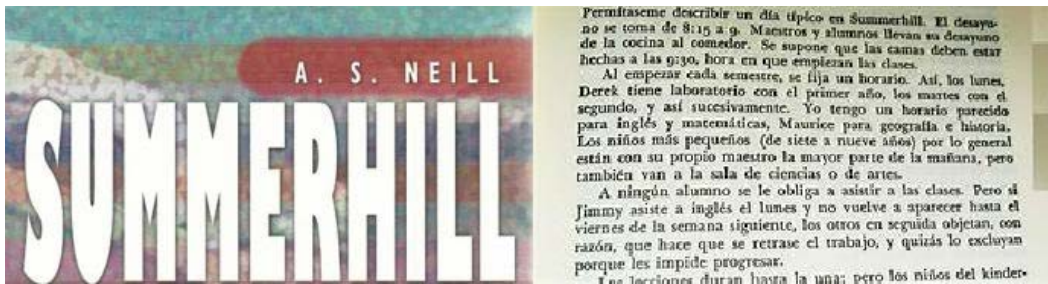 A. S. NEILL
SUMMERHILL
Permítaseme describir un día típico en Summerhill. El desayu-
no se toma de 8:15 a 9. Maestros y alumnos llevan su desayuno
de la cocina al comedor. Se supone que las camas deben estar
hechas a las 9:30, hora en que empiezan las clases.
Al empezar cada semestre, se fija un horario. Así, los lunes,
Derek tiene laboratorio con el primer año, los martes con el
segundo, y así sucesivamente. Yo tengo un horario parecido
para inglés y matemáticas, Maurice para geografía e historia.
Los niños más pequeños (de siete a nueve años) por lo general
están con su propio maestro la mayor parte de la mañana, pero
también van a la sala de ciencias o de artes.
A ningún alumno se le obliga a asistir a las clases. Pero si
Jimmy asiste a inglés el lunes y no vuelve a aparecer hasta el
viernes de la semana siguiente, los otros en seguida objetan, con
razón, que hace que se retrase el trabajo, y quizás lo excluyan
porque les impide progresar.
Las lecciones duran hasta la una; pero los niños del kinder-